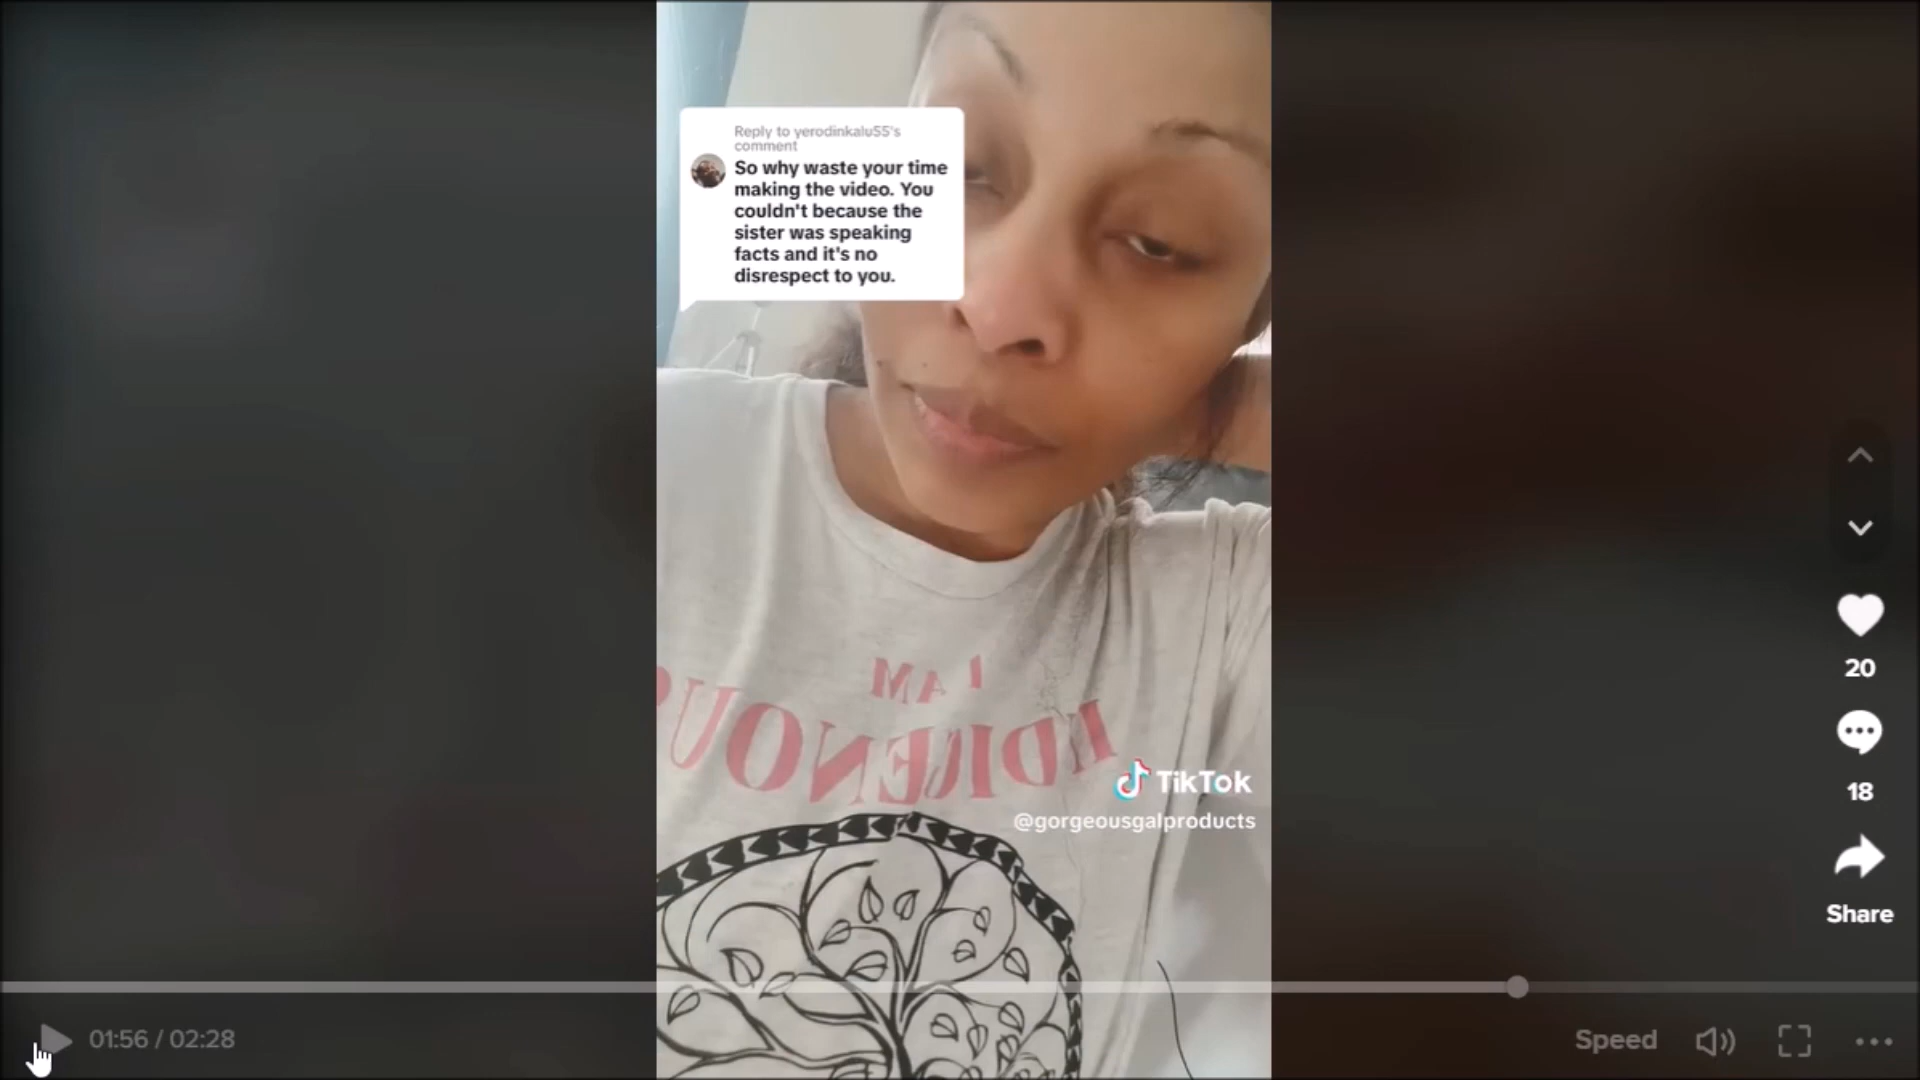 Reply to yerodinkalu55's
comment
So why waste your time
making the video. You
couldn't because the
sister was speaking
facts and it's no
disrespect to you.
I AM
INDIGENOUS
TikTok
@gorgeousgalproducts
20
18
Share
01:56 / 02:28
Speed